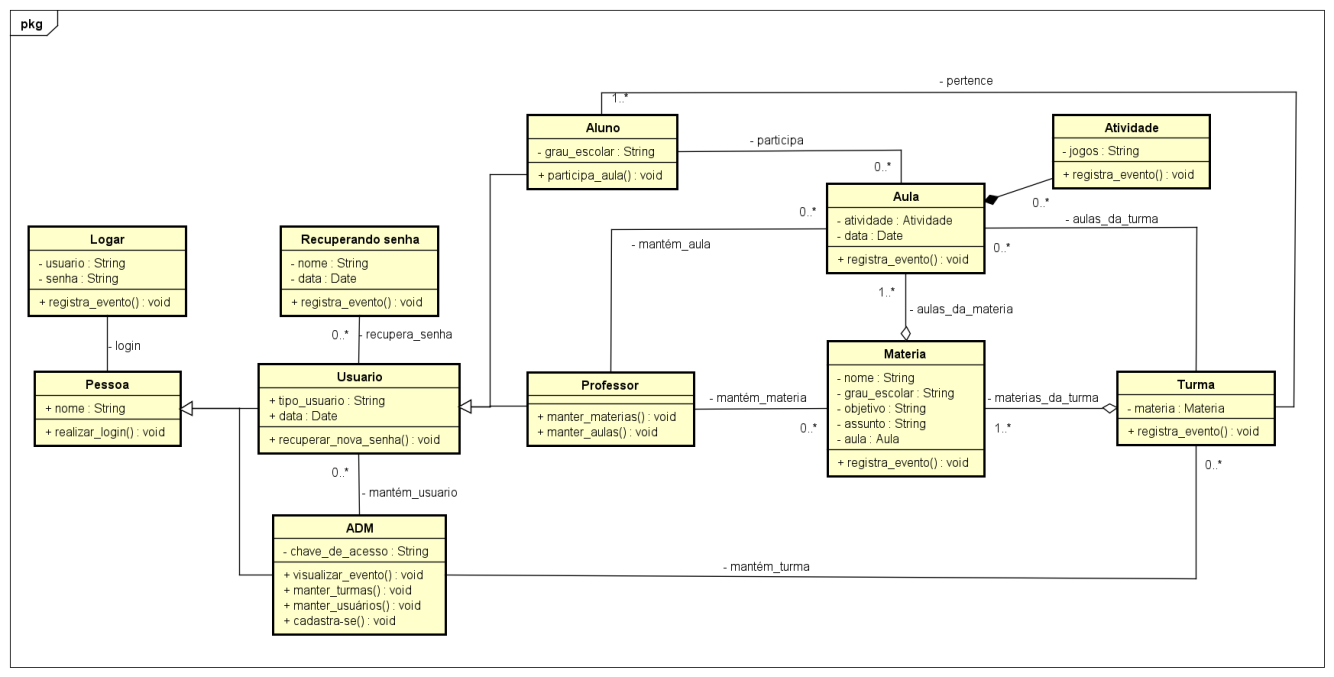 pkg
- pertence
1..*
Aluno
- grau_escolar : String
+ participa_aula() : void
- participa
0..*
Atividade
- jogos : String
+ registra_evento() : void
0..*
Aula
- atividade : Atividade
- data : Date
+ registra_evento() : void
0..*
- mantém_aula
- aulas_da_turma
0..*
Logar
- usuario : String
- senha : String
+ registra_evento() : void
- login
Recuperando senha
- nome : String
- data : Date
+ registra_evento() : void
0..*
- recupera_senha
1..*
- aulas_da_materia
Pessoa
+ nome : String
+ realizar_login() : void
Usuario
+ tipo_usuario : String
+ data : Date
+ recuperar_nova_senha() : void
Professor
+ manter_materias() : void
+ manter_aulas() : void
- mantém_materia
0..*
Materia
- nome : String
- grau_escolar : String
- objetivo : String
- assunto : String
- aula : Aula
+ registra_evento() : void
- materias_da_turma
1..*
Turma
- materia : Materia
+ registra_evento() : void
0..*
0..*
- mantém_usuario
ADM
- chave_de_acesso : String
+ visualizar_evento() : void
+ manter_turmas() : void
+ manter_usuários() : void
+ cadastra-se() : void
- mantém_turma